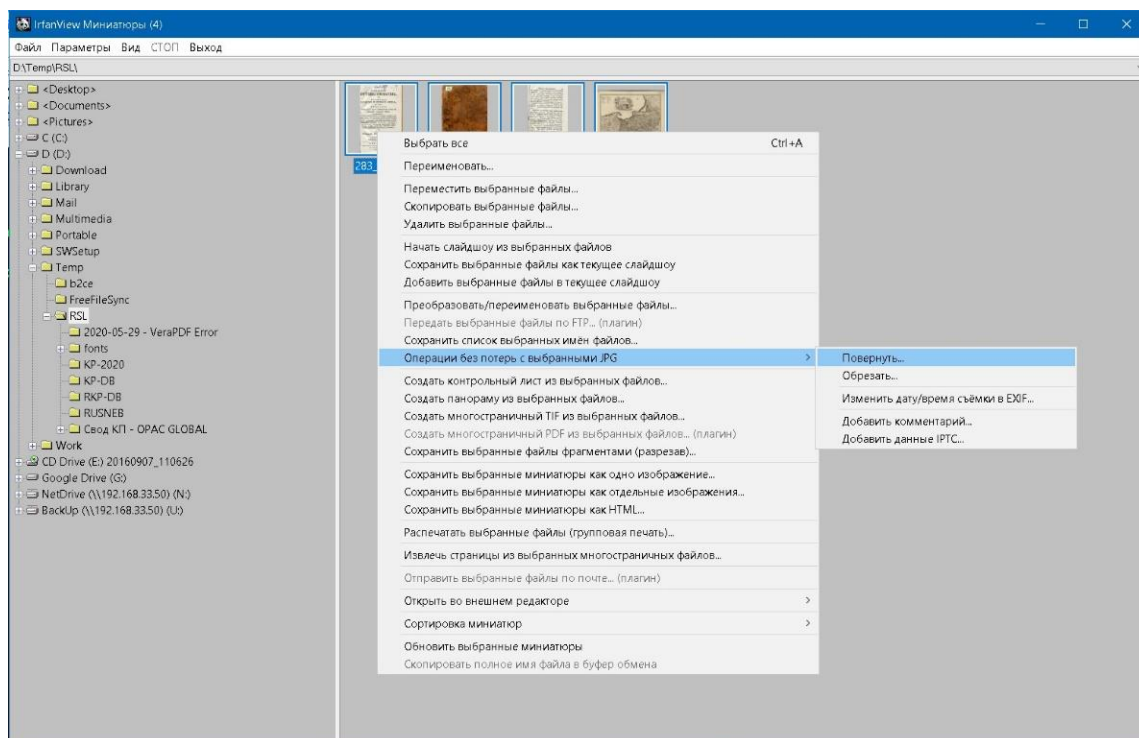 IrfanView Миниатюры (4)
Файл Параметры Вид СТОП Выход
D:\Temp\RSL\
<Desktop>
<Documents>
<Pictures>
C (C:)
D (D:)
Download
Library
Mail
Multimedia
Portable
SWSetup
Temp
b2ce
FreeFileSync
RSL
2020-05-29 - VeraPDF Error
fonts
KP-2020
KP-DB
RKP-DB
RUSNEB
Свод КП - OPAC GLOBAL
Work
CD Drive (E:) 20160907_110626
Google Drive (G:)
NetDrive (\\192.168.33.50) (N:)
BackUp (\\192.168.33.50) (U:)
283_
Выбрать все Ctrl+A
Переименовать...
Переместить выбранные файлы...
Скопировать выбранные файлы...
Удалить выбранные файлы...
Начать слайдшоу из выбранных файлов
Сохранить выбранные файлы как текущее слайдшоу
Добавить выбранные файлы в текущее слайдшоу
Преобразовать/переименовать выбранные файлы...
Передать выбранные файлы по FTP... (плагин)
Сохранить список выбранных имён файлов...
Операции без потерь с выбранными JPG
Создать контрольный лист из выбранных файлов...
Создать панораму из выбранных файлов...
Создать многостраничный TIF из выбранных файлов...
Создать многостраничный PDF из выбранных файлов... (плагин)
Сохранить выбранные файлы фрагментами (разрезав)...
Сохранить выбранные миниатюры как одно изображение...
Сохранить выбранные миниатюры как отдельные изображения...
Сохранить выбранные миниатюры как HTML...
Распечатать выбранные файлы (групповая печать)...
Извлечь страницы из выбранных многостраничных файлов...
Отправить выбранные файлы по почте... (плагин)
Открыть во внешнем редакторе
Сортировка миниатюр
Обновить выбранные миниатюры
Скопировать полное имя файла в буфер обмена
Повернуть...
Обрезать...
Изменить дату/время съёмки в EXIF...
Добавить комментарий...
Добавить данные IPTC...